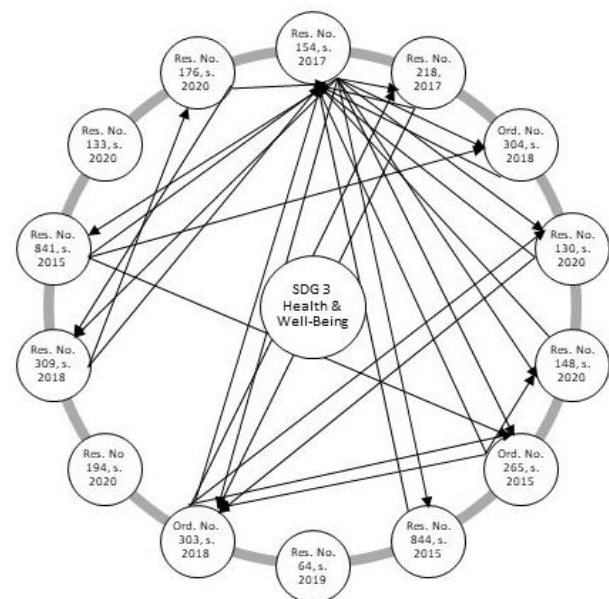 Res. No.
154, s.
2017
Res. No.
218, s.
2017
Ord. No.
304, s.
2018
Res. No.
130, s.
2020
Res. No.
148, s.
2020
Ord. No.
265, s.
2015
Res. No.
844, s.
2015
Res. No.
64, s.
2019
Ord. No.
303, s.
2018
Res. No
194, s.
2020
Res. No.
309, s.
2018
Res. No.
841, s.
2015
Res. No.
133, s.
2020
Res. No.
176, s.
2020
SDG 3
Health &
Well-Being